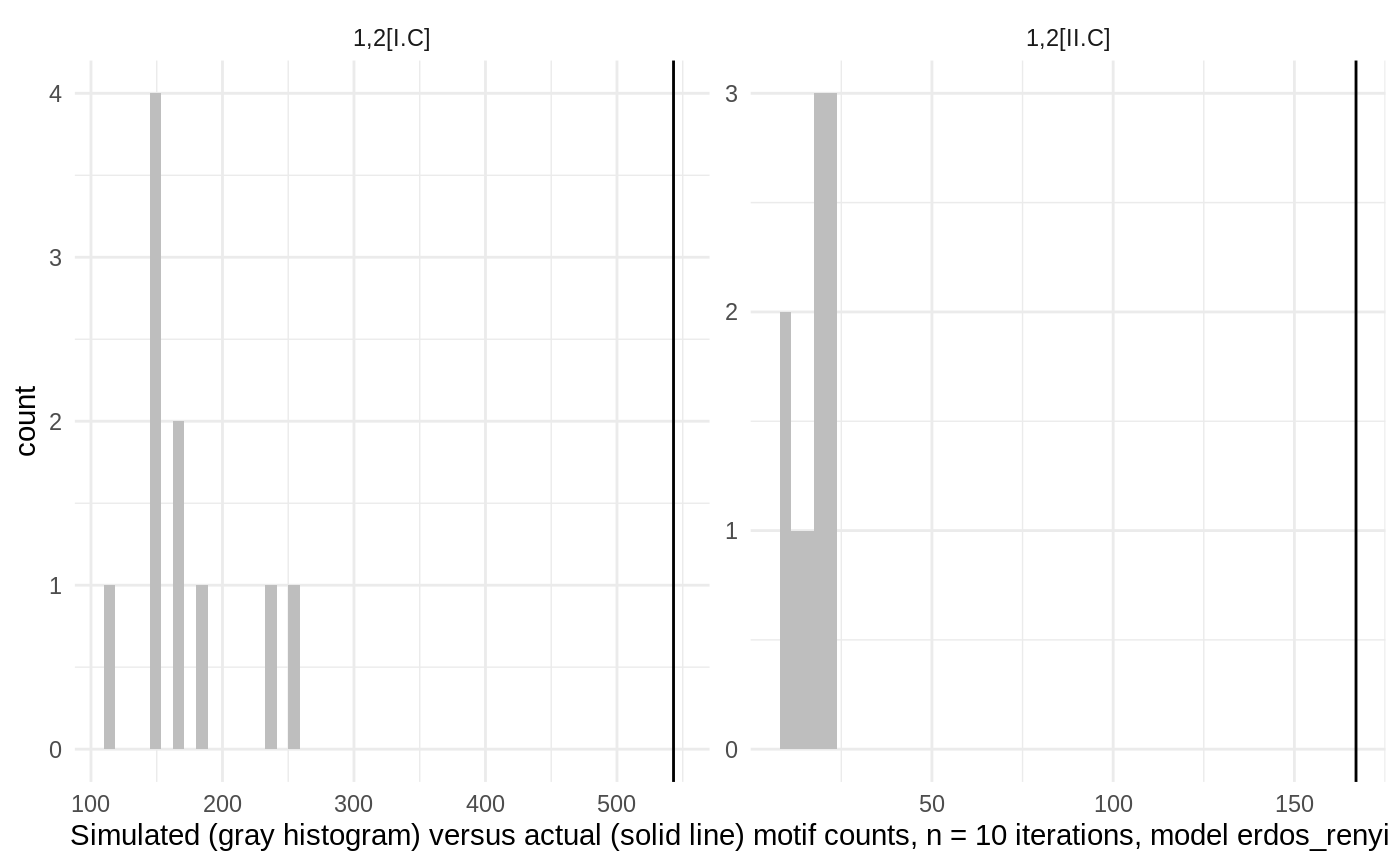 1,2[I.C]
1,2[II.C]
count
4
3
2
1
0
3
2
1
0
100 200 300 400 500
50 100 150
Simulated (gray histogram) versus actual (solid line) motif counts, n = 10 iterations, model erdos_renyi